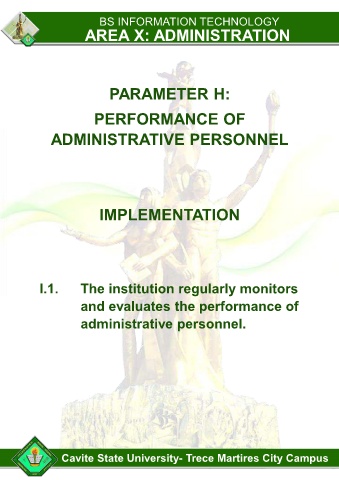 BS INFORMATION TECHNOLOGY
AREA X: ADMINISTRATION
PARAMETER H:
PERFORMANCE OF
ADMINISTRATIVE PERSONNEL
IMPLEMENTATION
I.1. The institution regularly monitors
and evaluates the performance of
administrative personnel.
Cavite State University- Trece Martires City Campus